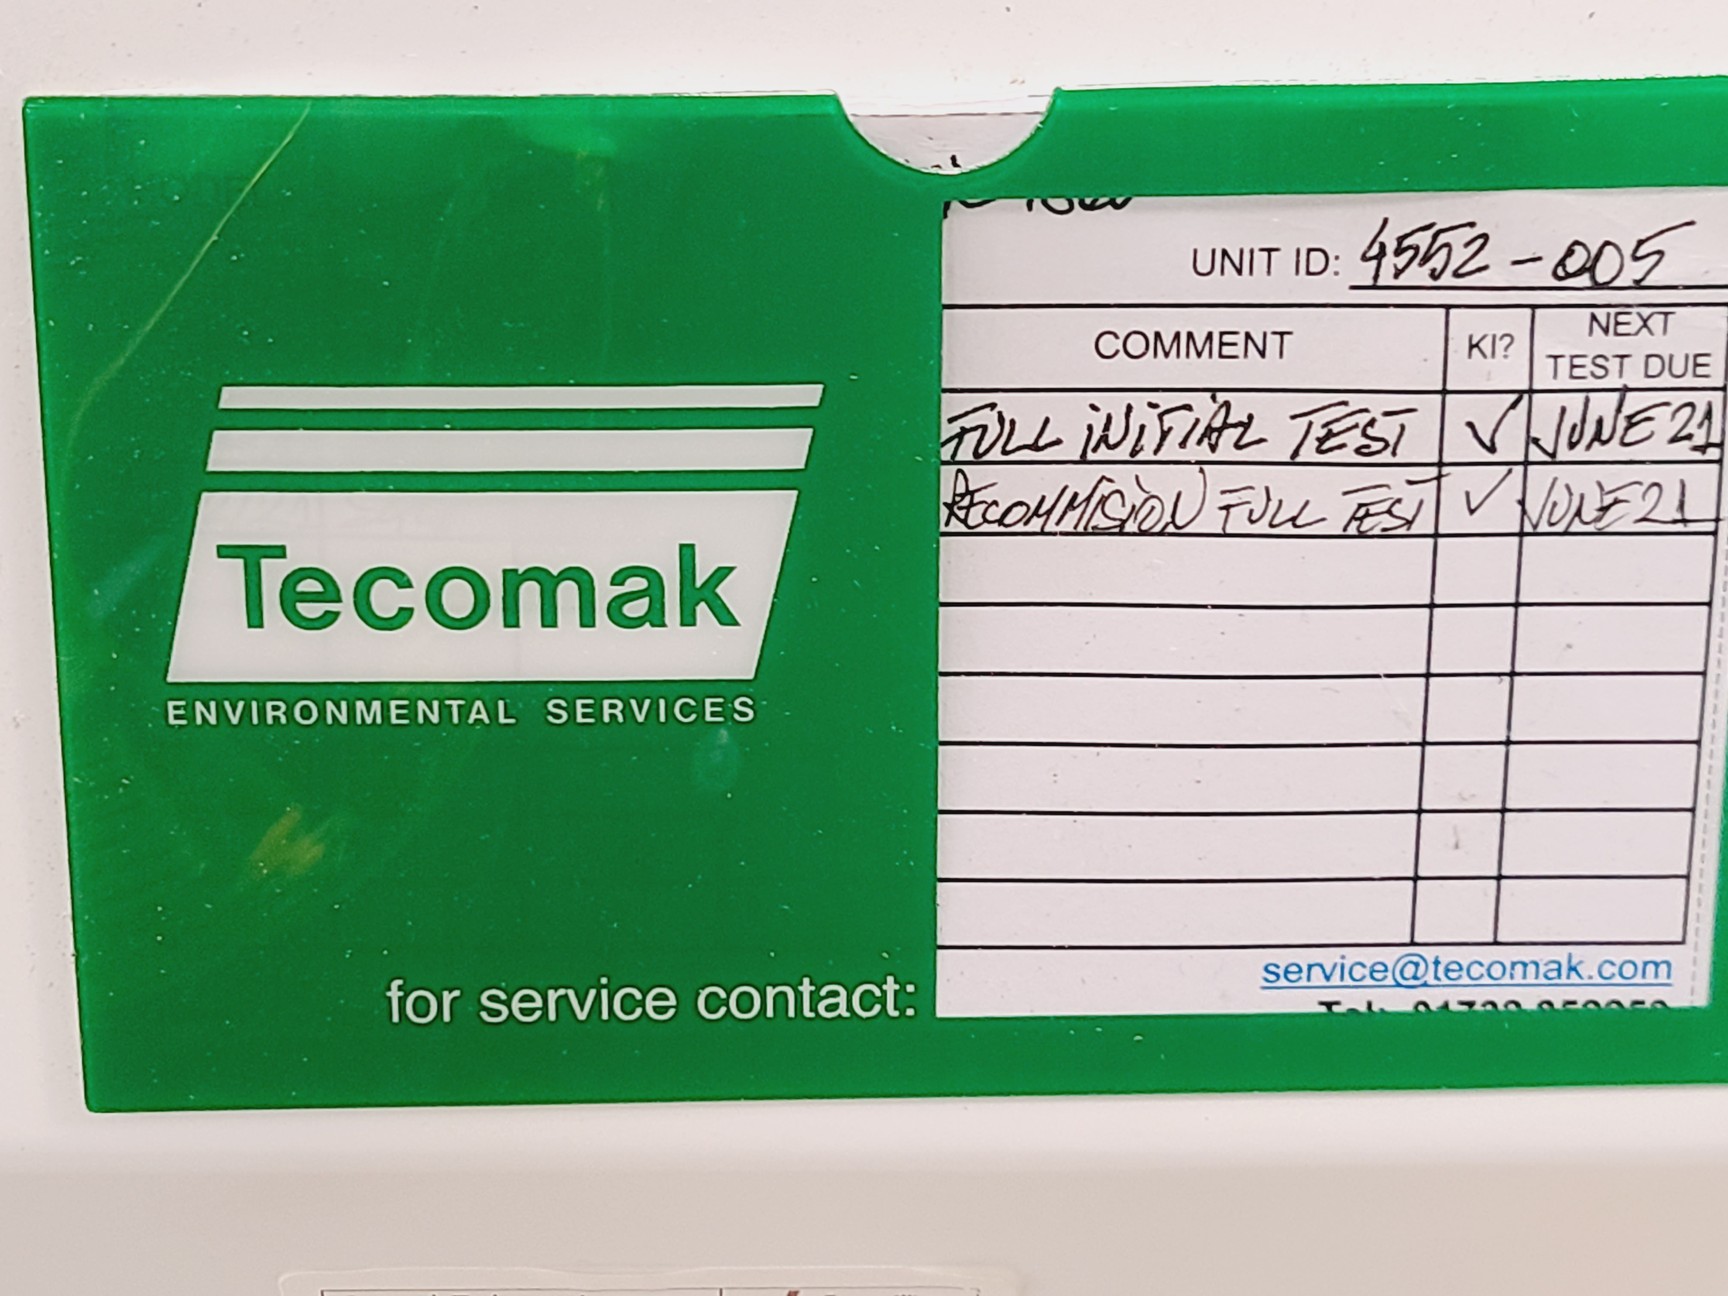 Tecomak
ENVIRONMENTAL SERVICES
for service contact:
UNIT ID: 4552-005
COMMENT KI? NEXT TEST DUE
FULL INITIAL TEST ✓ JUNE 21
RECOMMISION FULL TEST ✓ JUNE 21
service@tecomak.com